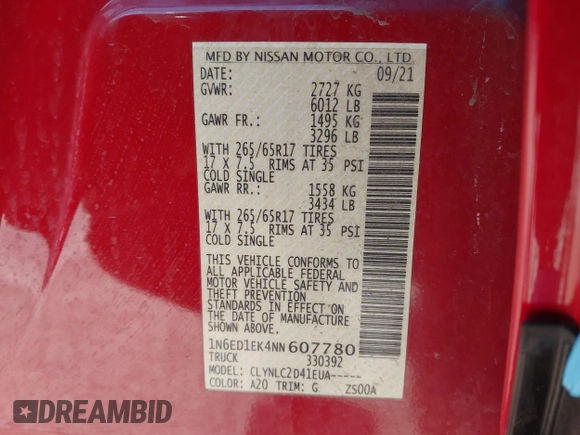 MFD BY NISSAN MOTOR CO., LTD.
DATE: 09/21
GVWR: 2727 KG
6012 LB
GAWR FR.: 1495 KG
3296 LB
WITH 265/65R17 TIRES
17 X 7.5 RIMS AT 35 PSI
COLD SINGLE
GAWR RR.: 1558 KG
3434 LB
WITH 265/65R17 TIRES
17 X 7.5 RIMS AT 35 PSI
COLD SINGLE
THIS VEHICLE CONFORMS TO
ALL APPLICABLE FEDERAL
MOTOR VEHICLE SAFETY AND
THEFT PREVENTION
STANDARDS IN EFFECT ON
THE DATE OF MANUFACTURE
SHOWN ABOVE.
1N6ED1EK4NN607780
TRUCK 330392
MODEL: CLYNLC2D41EUA-----
COLOR: A20 TRIM: G ZS00A
DREAMBID
DREAMBID.COM